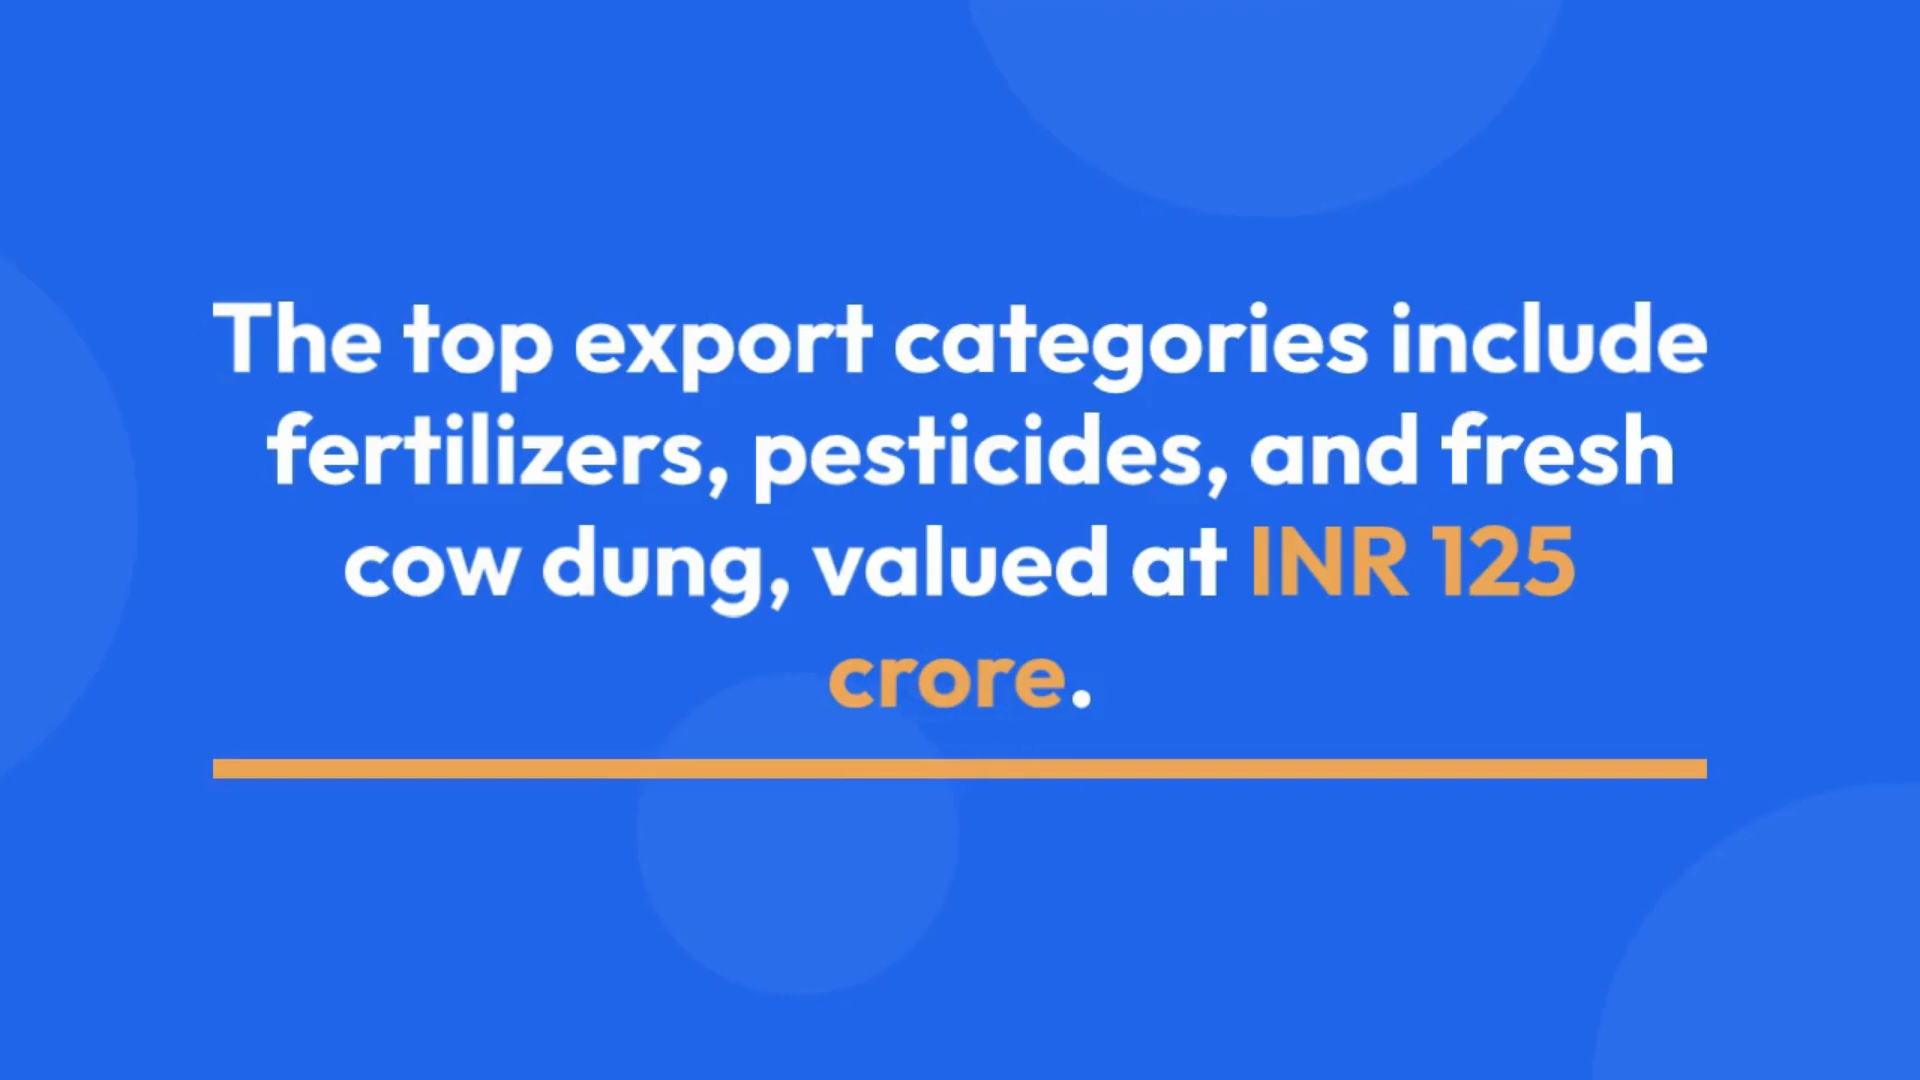 The top export categories include
fertilizers, pesticides, and fresh
cow dung, valued at INR 125
crore.